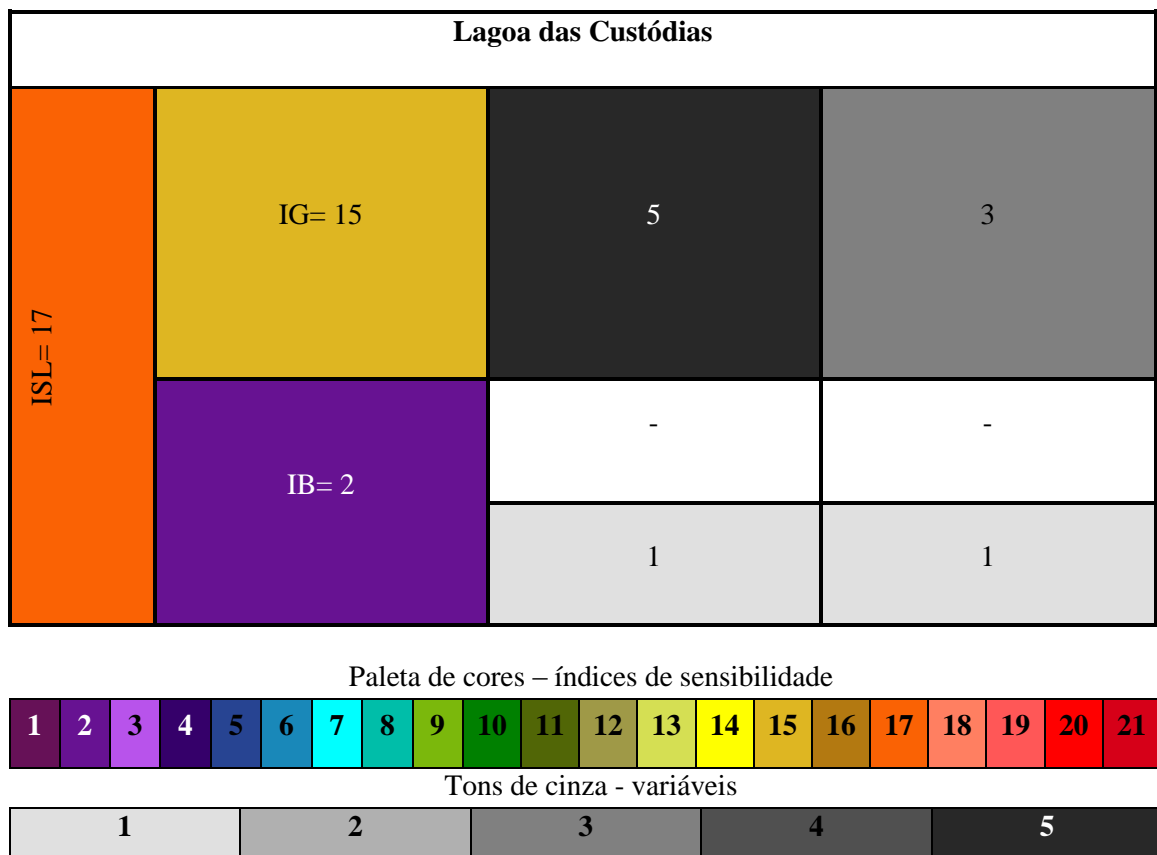 Lagoa das Custódias
ISL= 17
IG= 15
5
3
IB= 2
-
-
1
1
Paleta de cores – índices de sensibilidade
1 2 3 4 5 6 7 8 9 10 11 12 13 14 15 16 17 18 19 20 21
Tons de cinza - variáveis
1 2 3 4 5